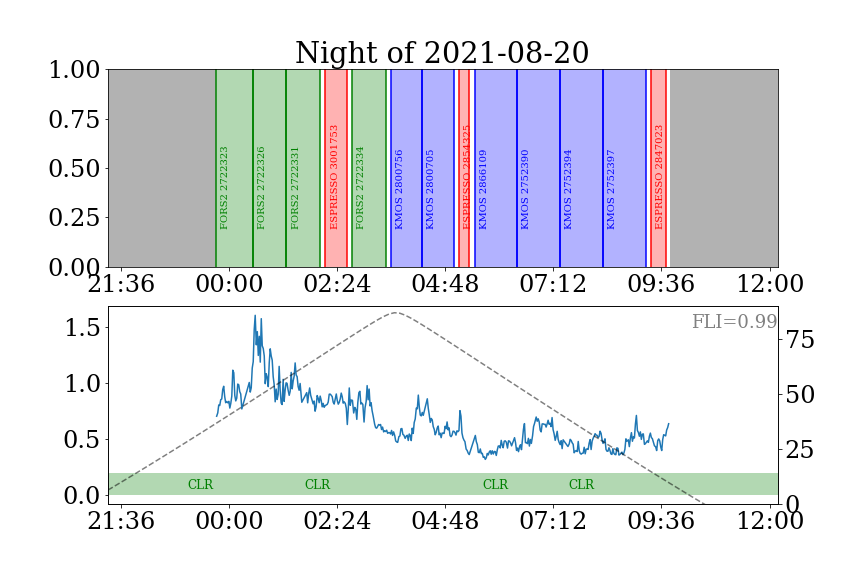 Night of 2021-08-20
1.00
0.75
0.50
0.25
0.00
FORS2 2722323
FORS2 2722326
FORS2 2722331
ESPRESSO 3001753
FORS2 2722334
KMOS 2800756
KMOS 2800705
ESPRESSO 2854325
KMOS 2866109
KMOS 2752390
KMOS 2752394
KMOS 2752397
ESPRESSO 2847023
21:36 00:00 02:24 04:48 07:12 09:36 12:00
FLI=0.99
1.5
1.0
0.5
0.0
75
50
25
0
CLR CLR CLR CLR
21:36 00:00 02:24 04:48 07:12 09:36 12:00